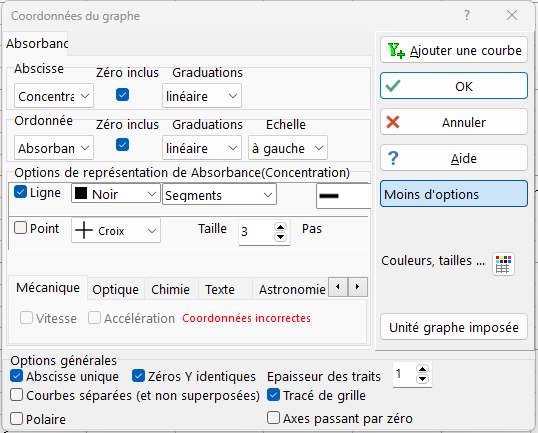 Coordonnées du graphe
Absorbanc
Abscisse
Zéro inclus
Graduations
Concentra
linéaire
Ordonnée
Zéro inclus
Graduations
Echelle
Absorban
linéaire
à gauche
Options de représentation de Absorbance(Concentration)
Ligne
Noir
Segments
Point
Croix
Taille
3
Pas
Mécanique
Optique
Chimie
Texte
Astronomie
Vitesse
Accélération
Coordonnées incorrectes
Ajouter une courbe
OK
Annuler
Aide
Moins d'options
Couleurs, tailles ...
Unité graphe imposée
Options générales
Abscisse unique
Zéros Y identiques
Epaisseur des traits
1
Courbes séparées (et non superposées)
Tracé de grille
Polaire
Axes passant par zéro